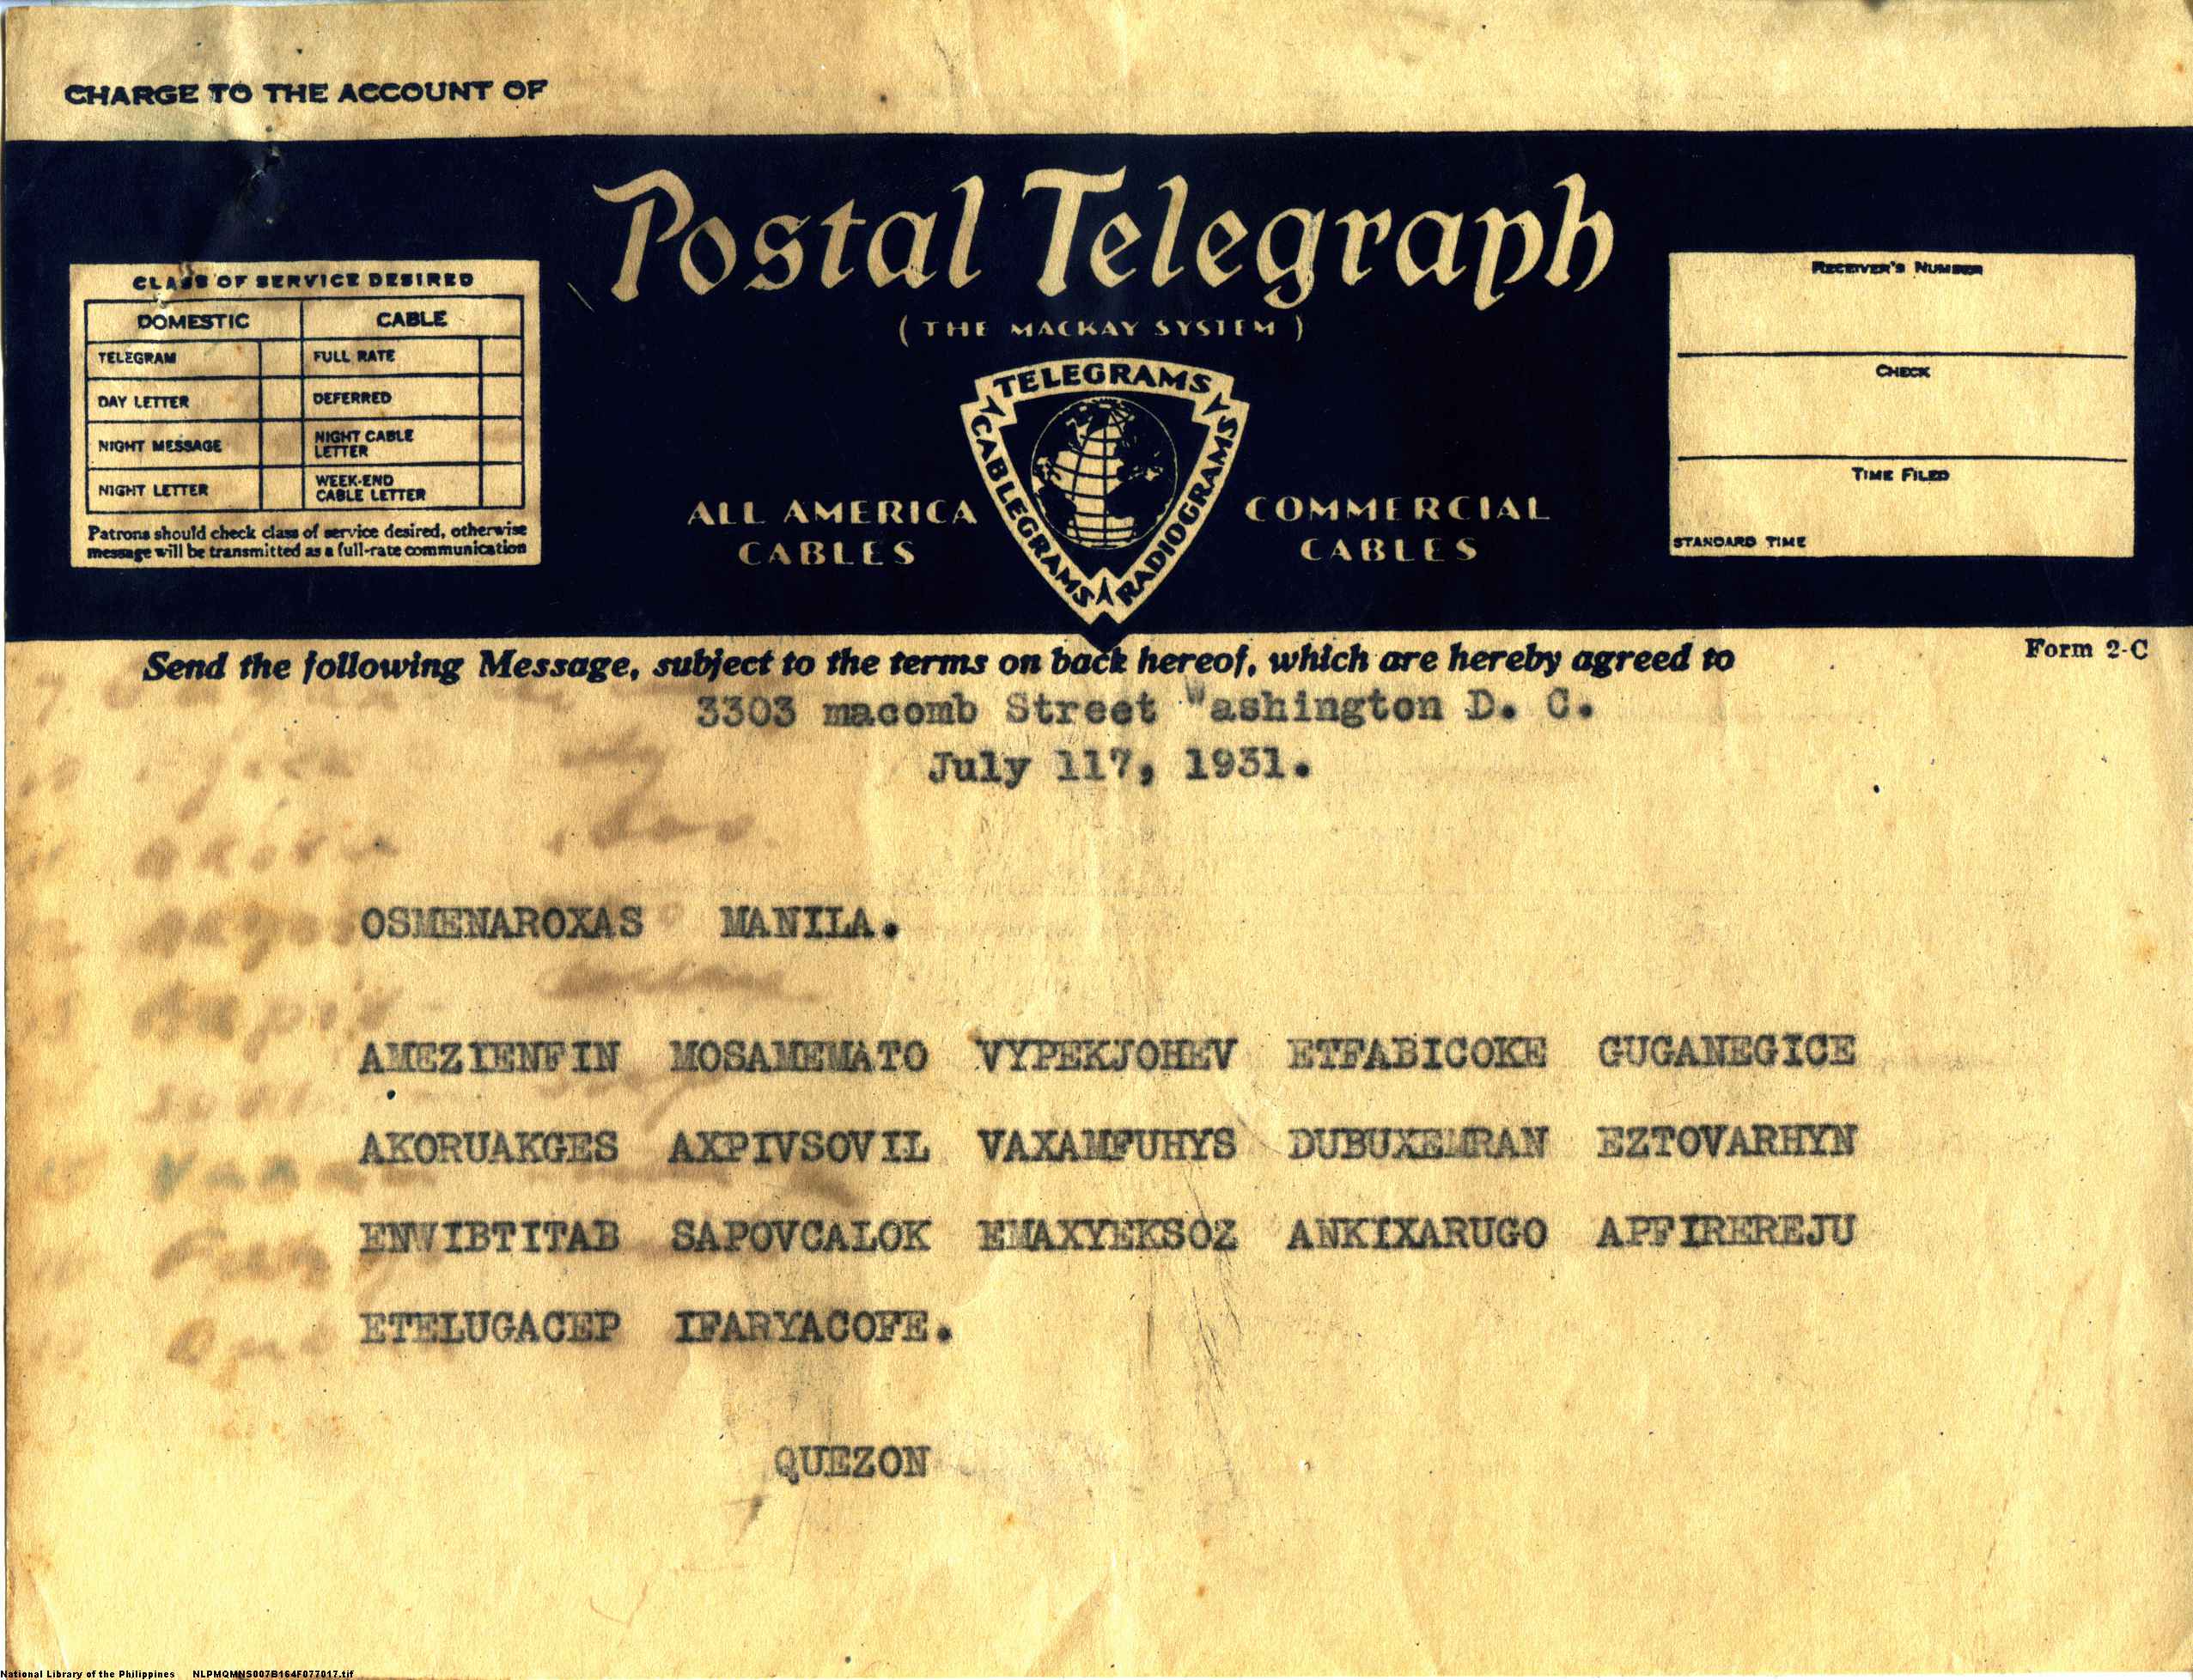 CHARGE TO THE ACCOUNT OF
Postal Telegraph
(THE MACKAY SYSTEM)
CLASS OF SERVICE DESIRED
DOMESTIC CABLE
TELEGRAM FULL RATE
DAY LETTER DEFERRED
NIGHT MESSAGE NIGHT CABLE LETTER
NIGHT LETTER WEEK-END CABLE LETTER
Patrons should check class of service desired, otherwise
message will be transmitted as a full-rate communication
TELEGRAMS
CABLEGRAMS
RADIOGRAMS
ALL AMERICA
CABLES
COMMERCIAL
CABLES
RECEIVER'S NUMBER
CHECK
TIME FILED
STANDARD TIME
Send the following Message, subject to the terms on back hereof, which are hereby agreed to
Form 2-C
3303 macomb Street Washington D. C.
July 117, 1931.
OSMENAROXAS MANILA.
AMEZIENFIN MOSAMEMATO VYPEKJOHEV ETFABICOKE GUGANEGICE
AKORUAKGES AXPIVSOVIL VAXAMFUHYS DUBUXEMRAN EZTOVARHYN
ENWIBTITAB SAPOVCALOK EMAXYEKSOZ ANKIXARUGO APFIREREJU
ETELUGACEP IFARYACOFE.
QUEZON
National Library of the Philippines NLPMQMNS007B164F077017.tif